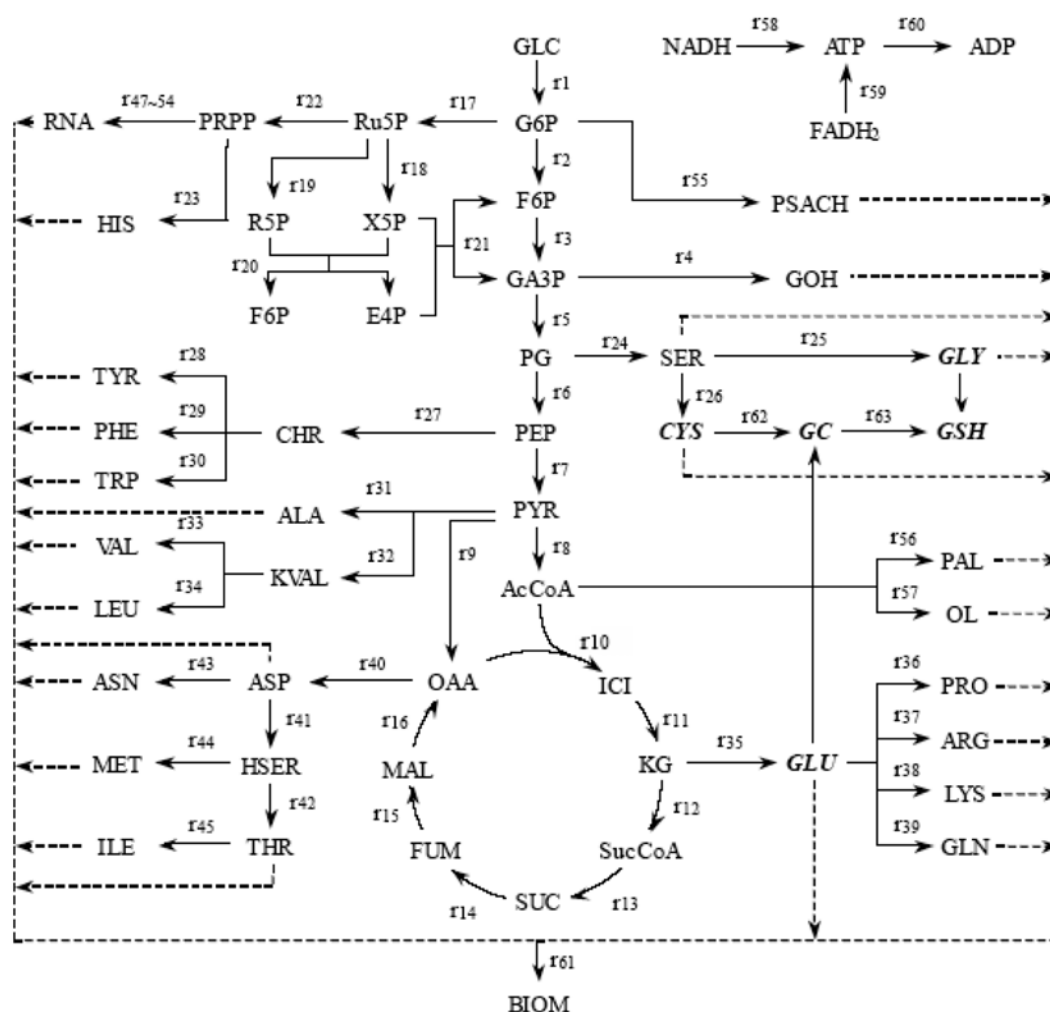 GLC NADH r58 ATP r60 ADP
r1 r59
RNA r47~54 PRPP r22 Ru5P r17 G6P FADH2
r23 r19 r18 r2 r55
HIS R5P X5P F6P PSACH
r20 r21 r3 r4
F6P E4P GA3P GOH
r5
r28 PG r24 SER r25 GLY
TYR r6 r26
r29 r27 r62 r63
PHE CHR PEP CYS GC GSH
r30 r7
TRP r31
ALA PYR
VAL r33 r32 r9 r8 r56 PAL
r34 KVAL AcCoA r57
LEU OL
r10
r43 r40 r36
ASN ASP OAA ICI PRO
r41 r16 r11 r37
r44 r35 ARG
MET HSER MAL KG GLU r38
r42 r15 r12 LYS
r45 r39
ILE THR FUM SucCoA GLN
r14 SUC r13
r61
BIOM